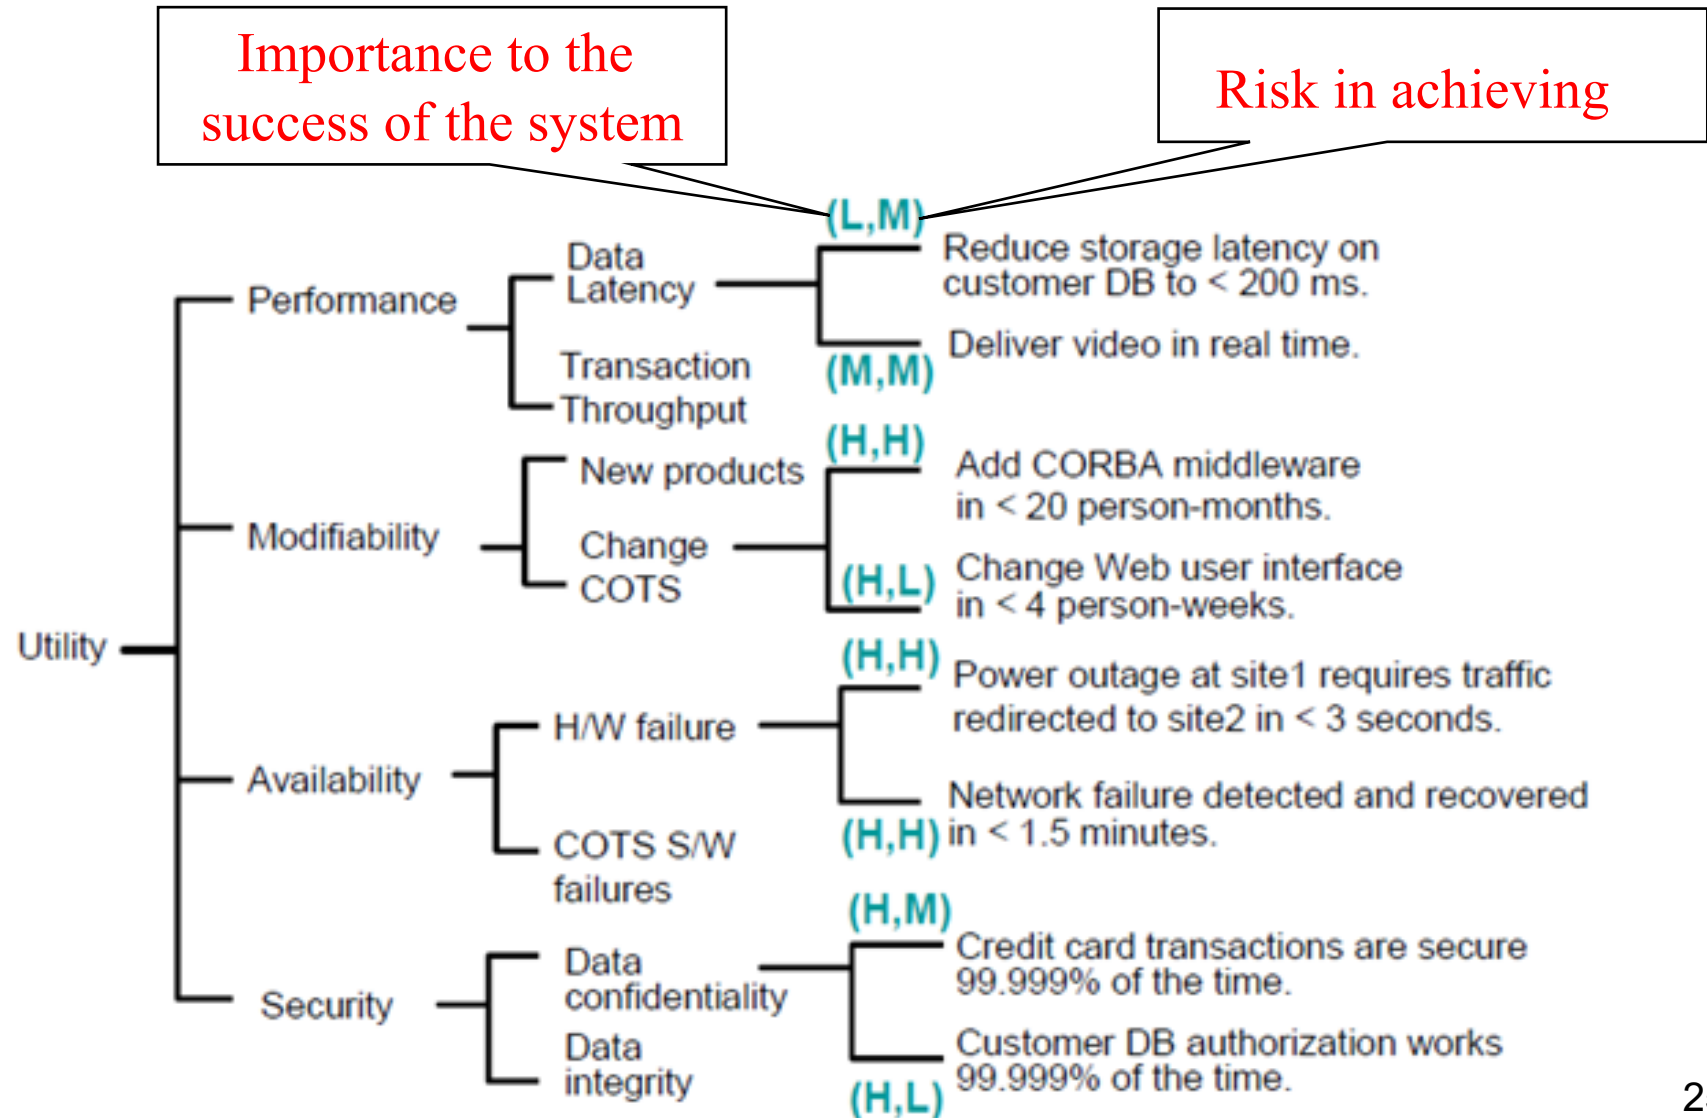 Importance to the
success of the system
Risk in achieving
(L,M)
Data
Latency
Reduce storage latency on
customer DB to < 200 ms.
Performance
Deliver video in real time.
(M,M)
Transaction
Throughput
(H,H)
New products
Add CORBA middleware
in < 20 person-months.
Modifiability
Change
COTS
(H,L)
Change Web user interface
in < 4 person-weeks.
Utility
(H,H)
Power outage at site1 requires traffic
redirected to site2 in < 3 seconds.
H/W failure
Availability
Network failure detected and recovered
in < 1.5 minutes.
(H,H)
COTS S/W
failures
(H,M)
Credit card transactions are secure
99.999% of the time.
Data
confidentiality
Security
Data
integrity
Customer DB authorization works
99.999% of the time.
(H,L)